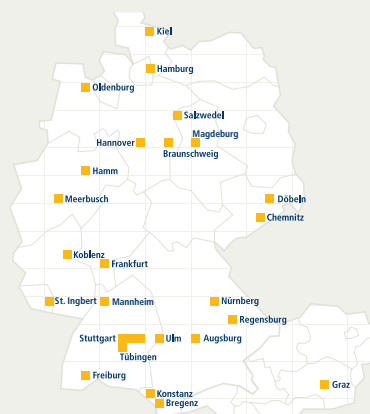 Kiel
Hamburg
Oldenburg
Salzwedel
Magdeburg
Hannover
Braunschweig
Hamm
Meerbusch
Döbeln
Chemnitz
Koblenz
Frankfurt
St. Ingbert
Mannheim
Nürnberg
Regensburg
Stuttgart
Ulm
Augsburg
Tübingen
Freiburg
Graz
Konstanz
Bregenz